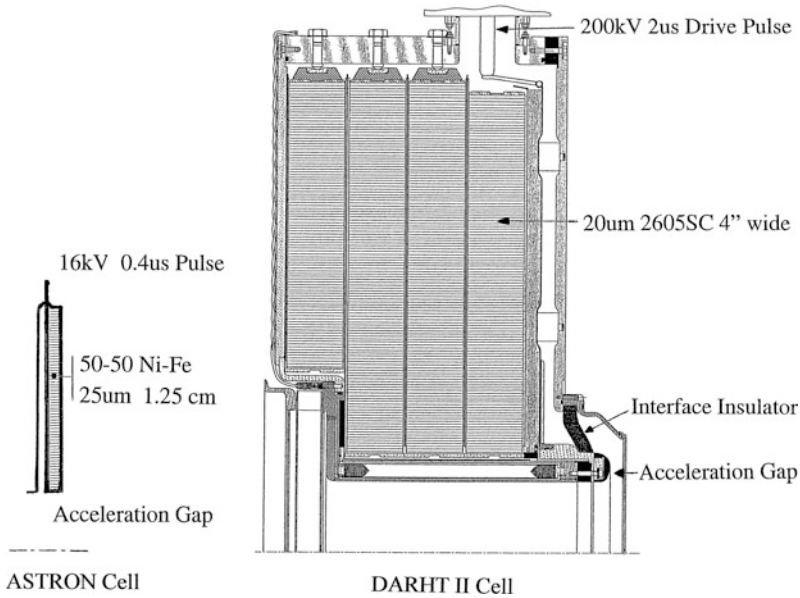 200kV 2us Drive Pulse
20um 2605SC 4” wide
16kV 0.4us Pulse
50-50 Ni-Fe
25um 1.25 cm
Interface Insulator
Acceleration Gap
Acceleration Gap
ASTRON Cell
DARHT II Cell